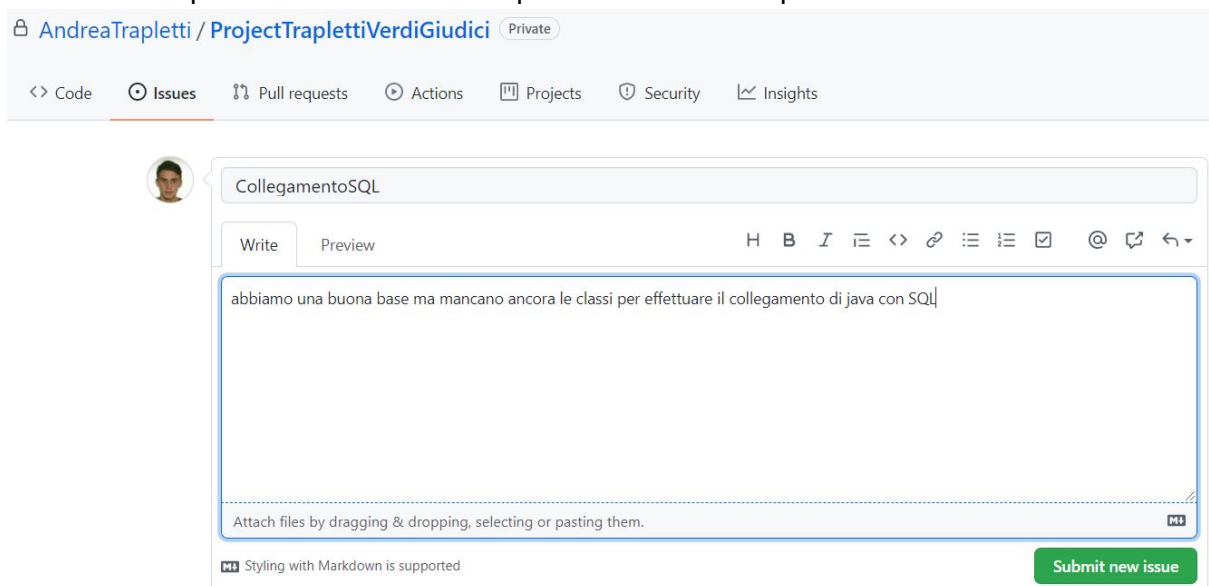 AndreaTrapletti / ProjectTraplettiVerdiGiudici Private
<> Code Issues Pull requests Actions Projects Security Insights
CollegamentoSQL
Write Preview H B I <> @
abbiamo una buona base ma mancano ancora le classi per effettuare il collegamento di java con SQL
Attach files by dragging & dropping, selecting or pasting them.
Styling with Markdown is supported Submit new issue